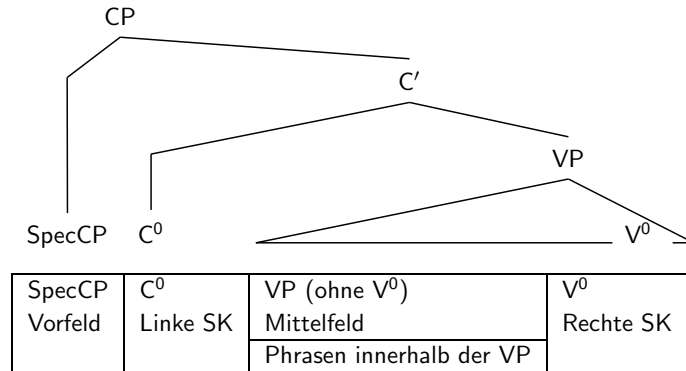 CP
C′
VP
SpecCP C⁰ V⁰
SpecCP C⁰ VP (ohne V⁰) V⁰
Vorfeld Linke SK Mittelfeld Rechte SK
Phrasen innerhalb der VP